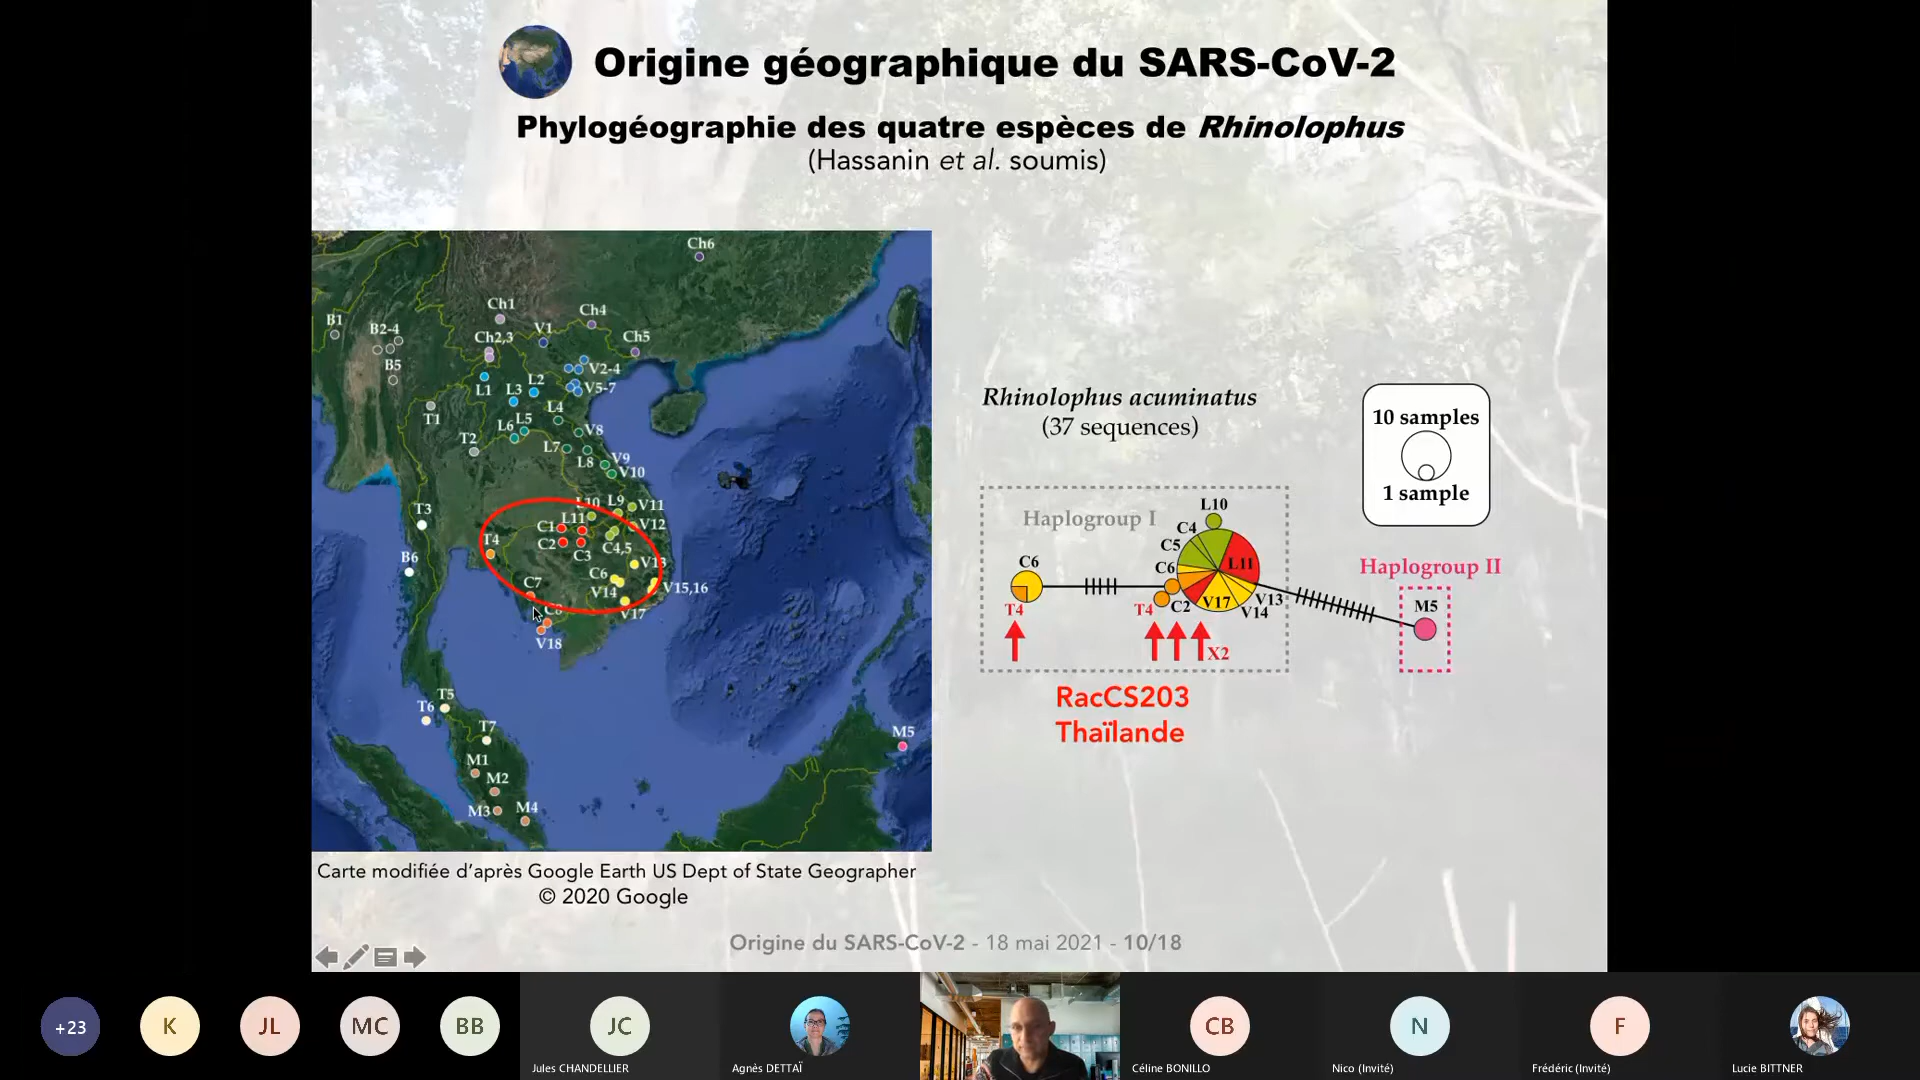 Origine géographique du SARS-CoV-2
Phylogéographie des quatre espèces de Rhinolophus
(Hassanin et al. soumis)
Ch6
Ch1
Ch4
B1
B2-4
V1
Ch2,3
Ch5
B5
V2-4
L1
L3
L2
V5-7
T1
L4
L6
L5
V8
T2
L7
L8
V9
V10
T3
L10
L9
V11
L11
C1
V12
T4
C2
C3
C4,5
B6
V13
C6
C7
V14
V15,16
C8
V17
V18
T5
T6
T7
M5
M1
M2
M3
M4
Carte modifiée d'après Google Earth US Dept of State Geographer
© 2020 Google
Rhinolophus acuminatus
(37 sequences)
10 samples
1 sample
Haplogroup I
L10
C4
C5
C6
C6
L11
T4
T4
C2
V17
V13
V14
X2
Haplogroup II
M5
RacCS203
Thaïlande
Origine du SARS-CoV-2 - 18 mai 2021 - 10/18
+23
K
JL
MC
BB
JC
CB
N
F
Jules CHANDELLIER
Agnès DETTAÏ
Céline BONILLO
Nico (Invité)
Frédéric (Invité)
Lucie BITTNER